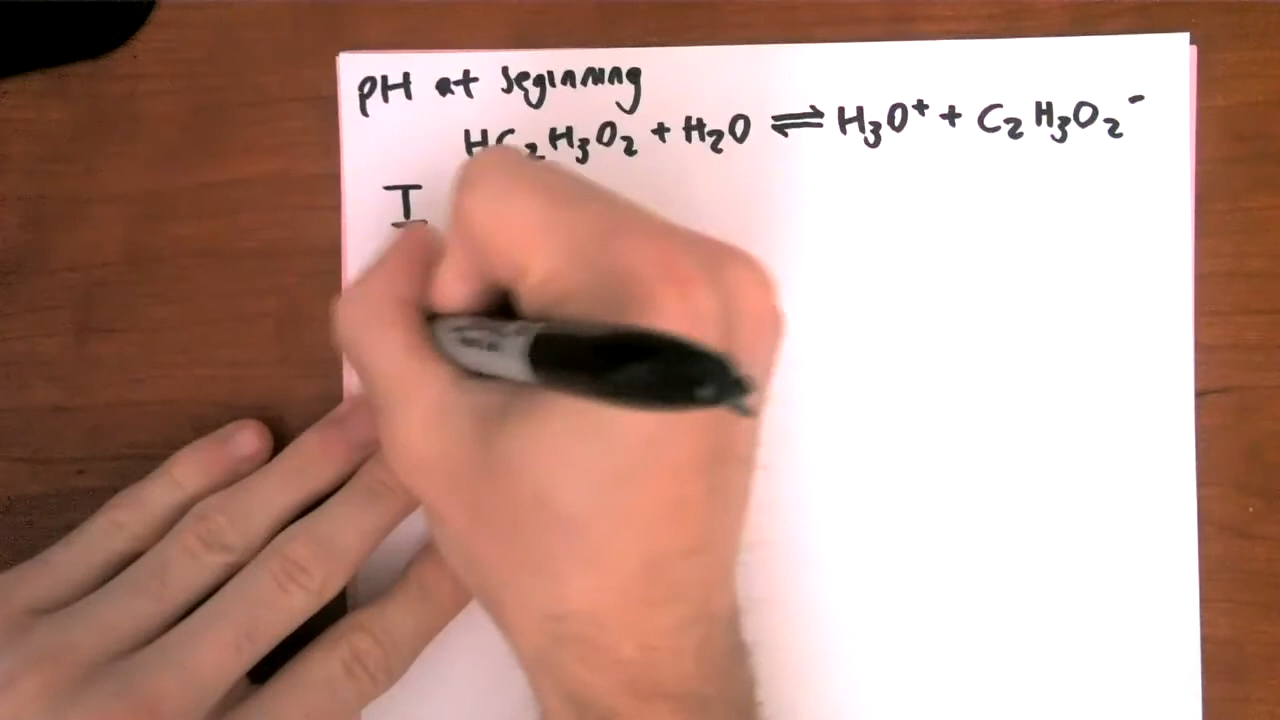 pH at beginning
HC₂H₃O₂ + H₂O ⇌ H₃O⁺ + C₂H₃O₂⁻
I